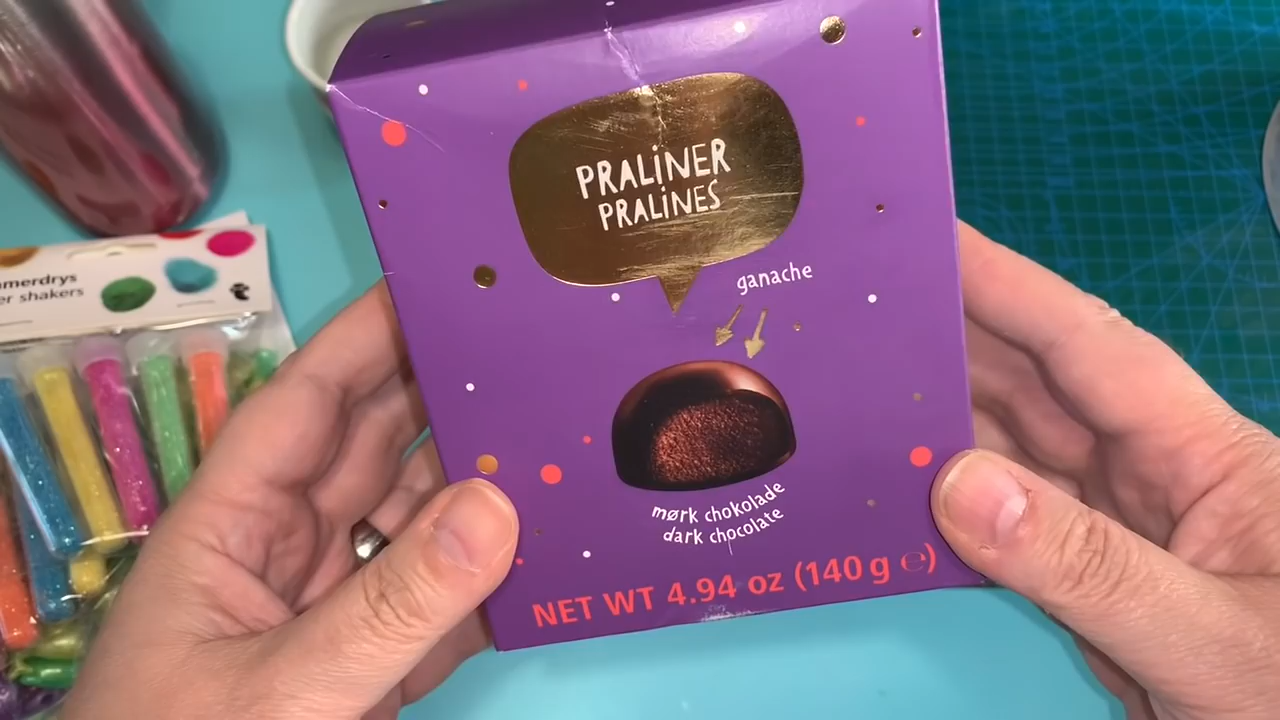 PRALiNER
PRALiNES
ganache
mørk chokolade
dark chocolate
NET WT 4.94 oz (140 g ℮)
shakers